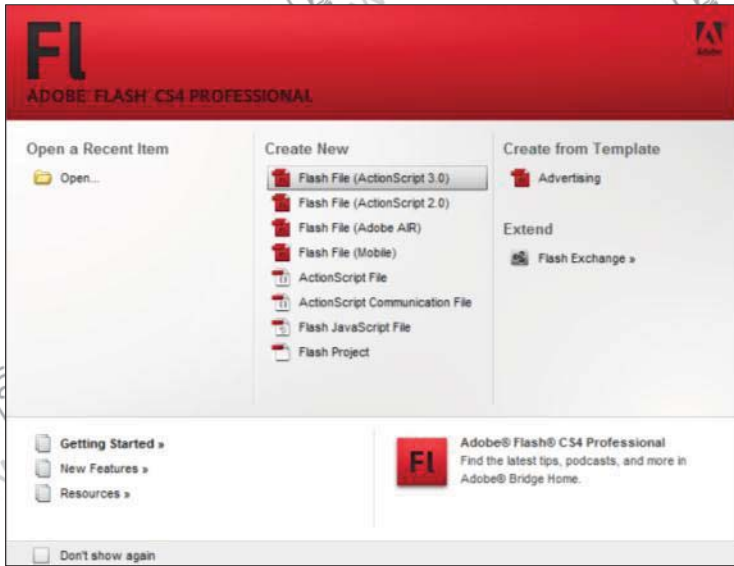 Fl
Adobe
ADOBE FLASH CS4 PROFESSIONAL
Open a Recent Item
Open...
Create New
Flash File (ActionScript 3.0)
Flash File (ActionScript 2.0)
Flash File (Adobe AIR)
Flash File (Mobile)
ActionScript File
ActionScript Communication File
Flash JavaScript File
Flash Project
Create from Template
Advertising
Extend
Flash Exchange »
Getting Started »
New Features »
Resources »
Fl
Adobe® Flash® CS4 Professional
Find the latest tips, podcasts, and more in
Adobe® Bridge Home.
Don't show again